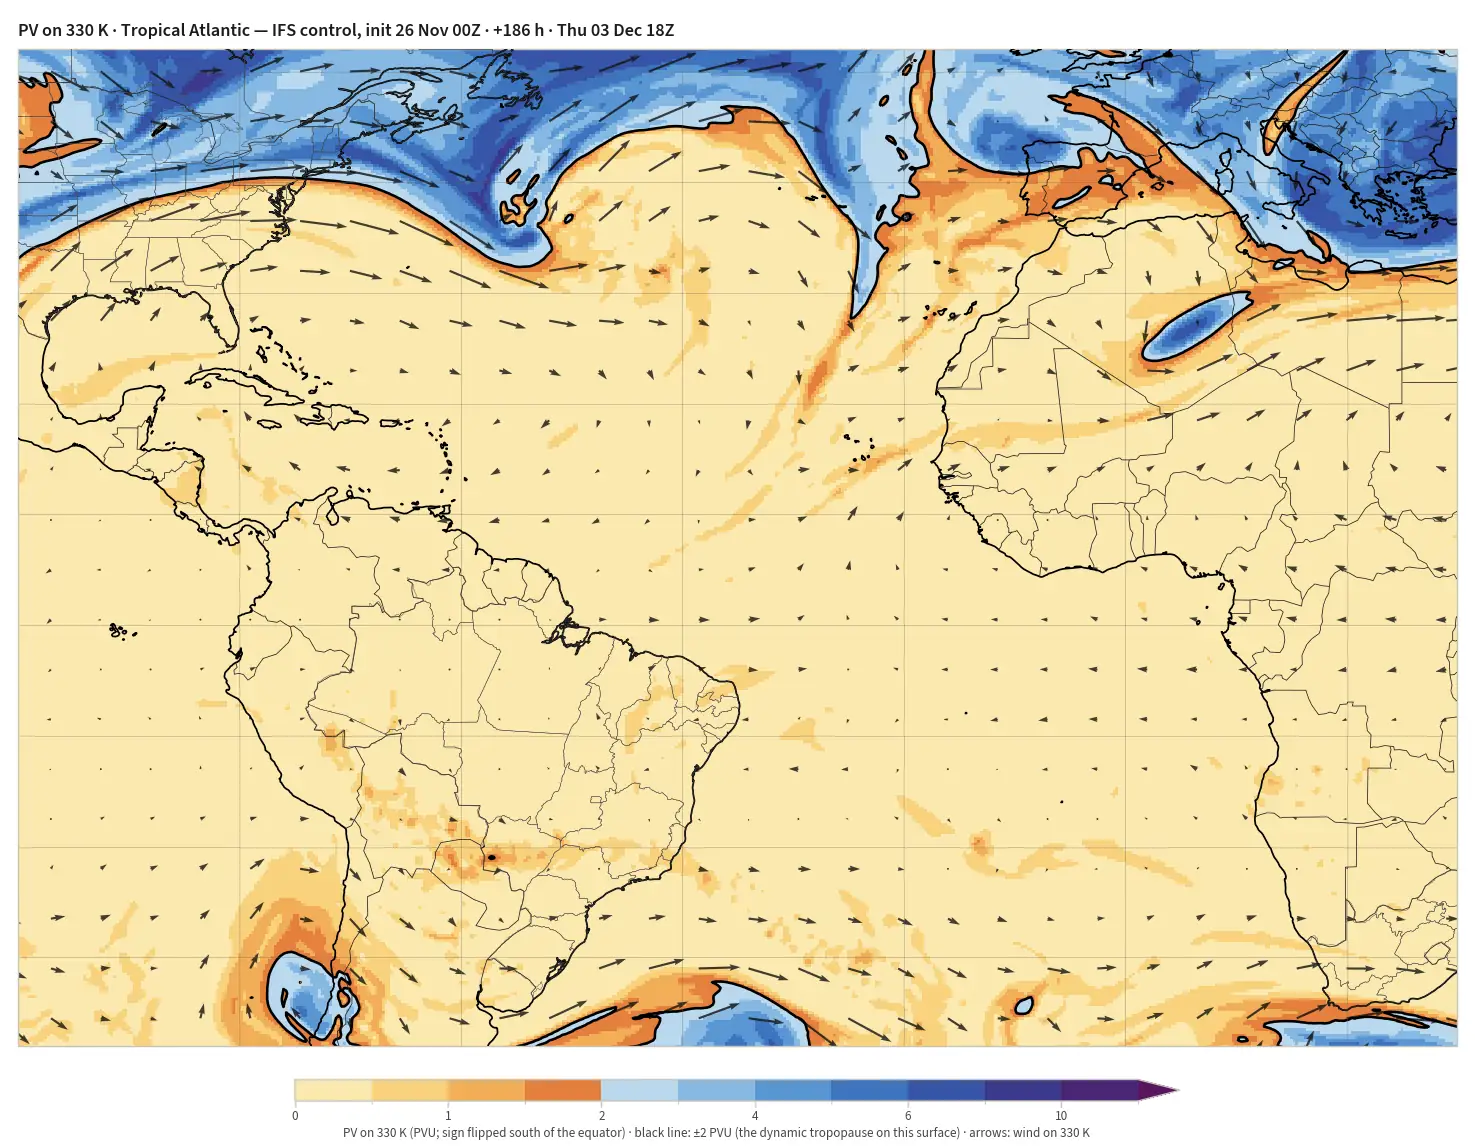 PV on 330 K · Tropical Atlantic — IFS control, init 26 Nov 00Z · +186 h · Thu 03 Dec 18Z
0 1 2 4 6 10
PV on 330 K (PVU; sign flipped south of the equator) · black line: ±2 PVU (the dynamic tropopause on this surface) · arrows: wind on 330 K